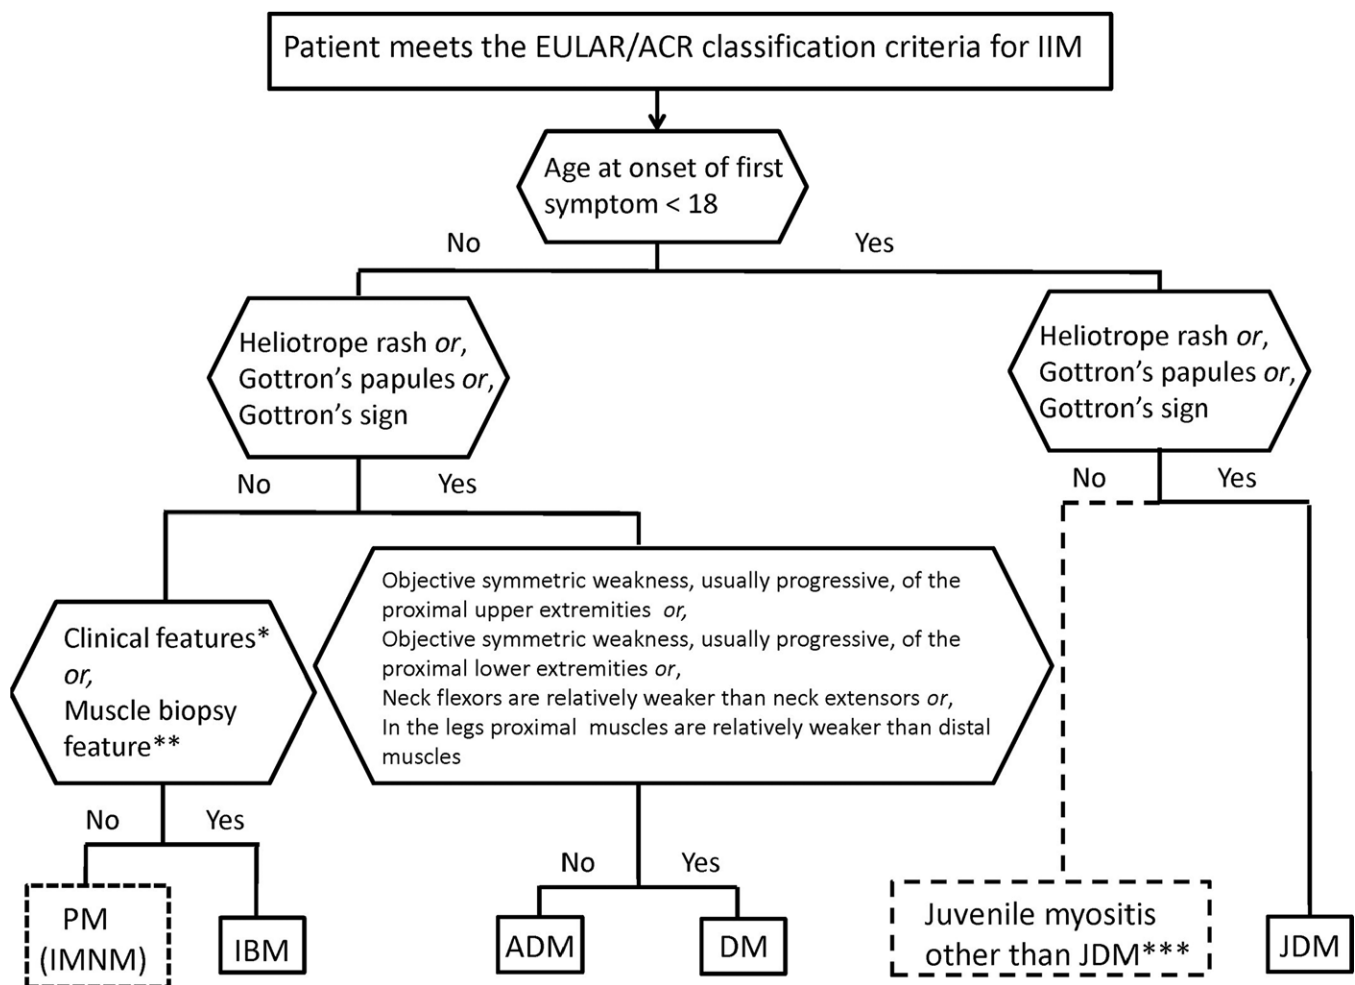 Patient meets the EULAR/ACR classification criteria for IIM
Age at onset of first
symptom < 18
No
Yes
Heliotrope rash or,
Gottron’s papules or,
Gottron’s sign
Heliotrope rash or,
Gottron’s papules or,
Gottron’s sign
No
Yes
No
Yes
Clinical features*
or,
Muscle biopsy
feature**
Objective symmetric weakness, usually progressive, of the
proximal upper extremities or,
Objective symmetric weakness, usually progressive, of the
proximal lower extremities or,
Neck flexors are relatively weaker than neck extensors or,
In the legs proximal muscles are relatively weaker than distal
muscles
No
Yes
No
Yes
PM
(IMNM)
IBM
ADM
DM
Juvenile myositis
other than JDM***
JDM